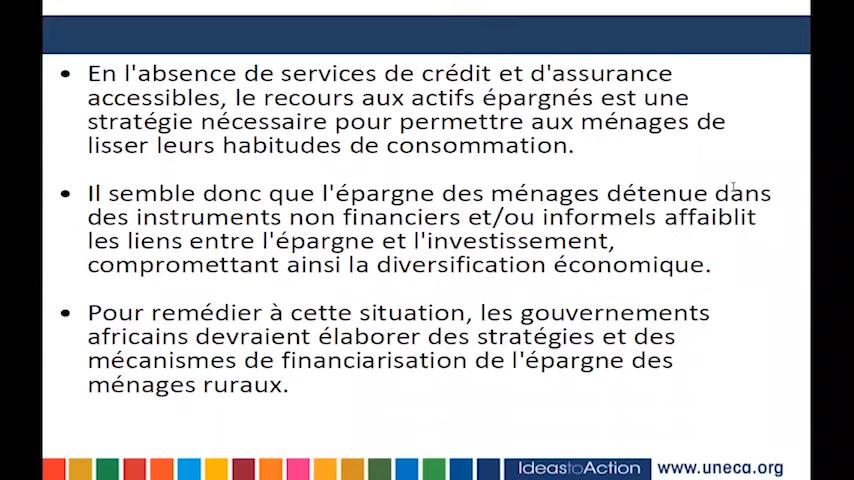 • En l'absence de services de crédit et d'assurance
accessibles, le recours aux actifs épargnés est une
stratégie nécessaire pour permettre aux ménages de
lisser leurs habitudes de consommation.
• Il semble donc que l'épargne des ménages détenue dans
des instruments non financiers et/ou informels affaiblit
les liens entre l'épargne et l'investissement,
compromettant ainsi la diversification économique.
• Pour remédier à cette situation, les gouvernements
africains devraient élaborer des stratégies et des
mécanismes de financiarisation de l'épargne des
ménages ruraux.
IdeastoAction www.uneca.org